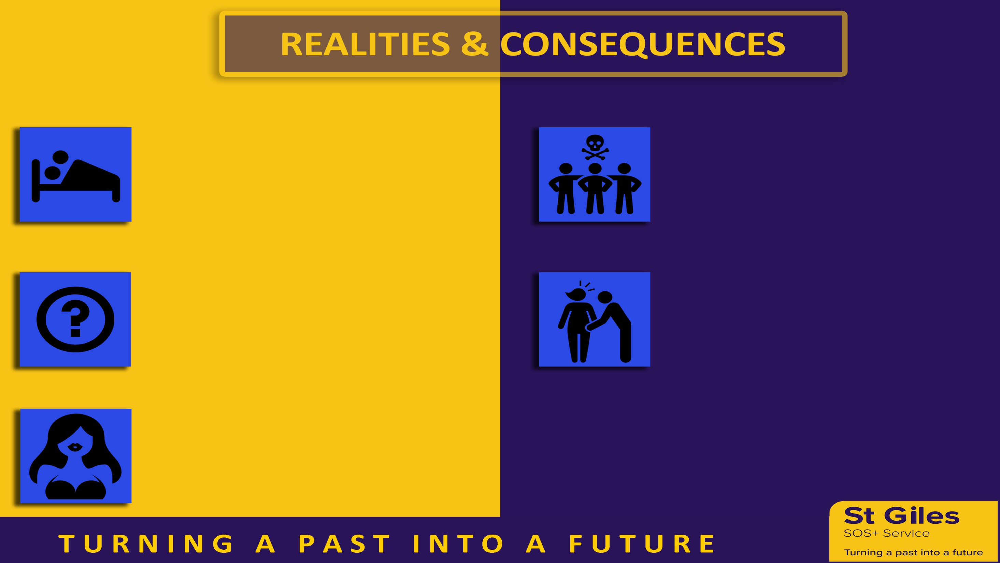 REALITIES & CONSEQUENCES
?
TURNING A PAST INTO A FUTURE
St Giles
SOS+ Service
Turning a past into a future